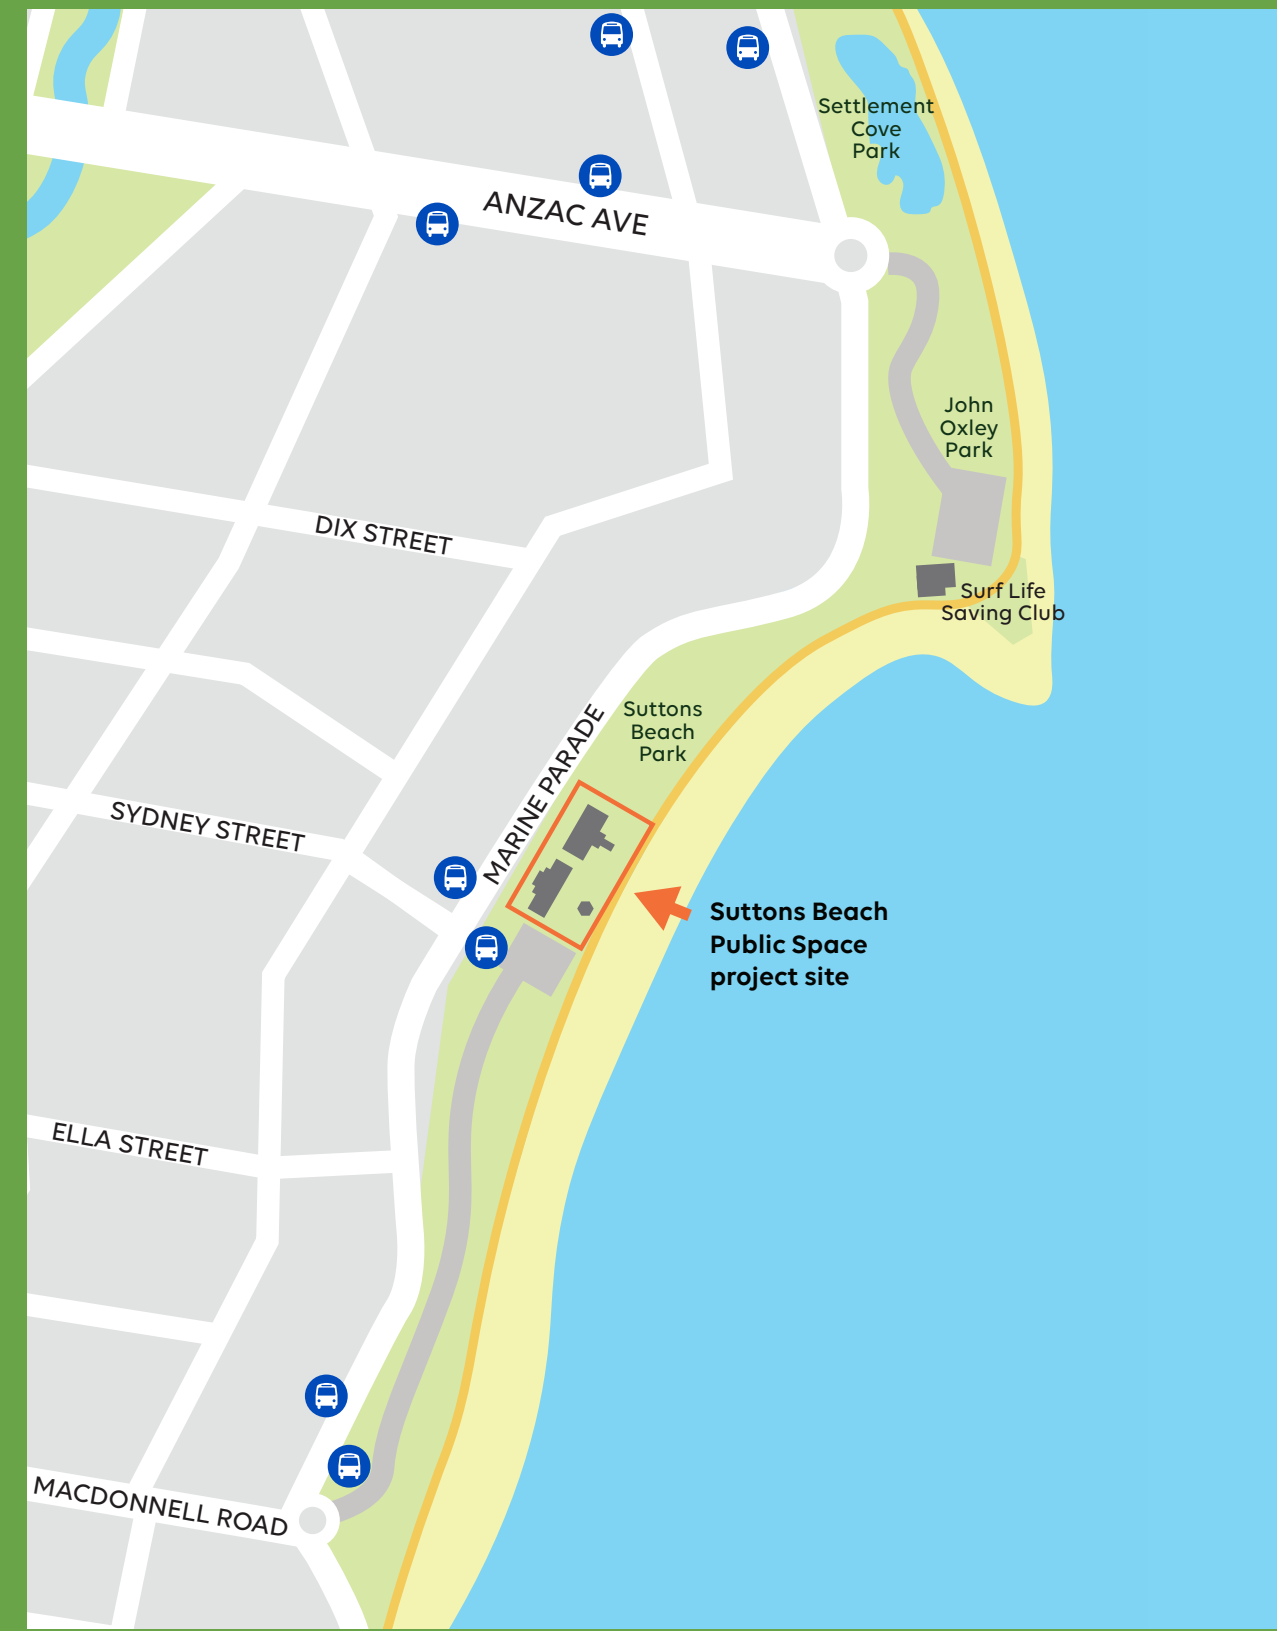 Settlement
Cove
Park
ANZAC AVE
John
Oxley
Park
DIX STREET
Surf Life
Saving Club
Suttons
Beach
Park
MARINE PARADE
SYDNEY STREET
Suttons Beach
Public Space
project site
ELLA STREET
MACDONNELL ROAD